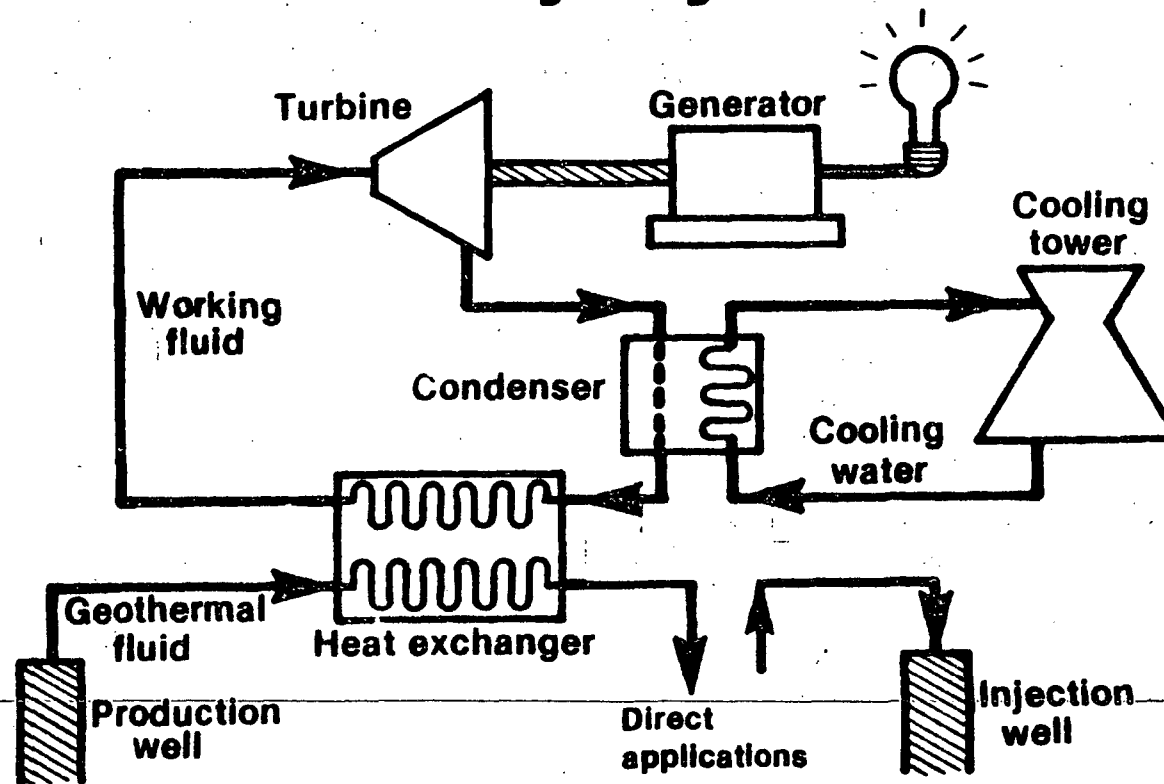 Turbine
Generator
Cooling
tower
Working
fluid
Condenser
Cooling
water
Geothermal
fluid
Heat exchanger
Production
well
Direct
applications
Injection
well